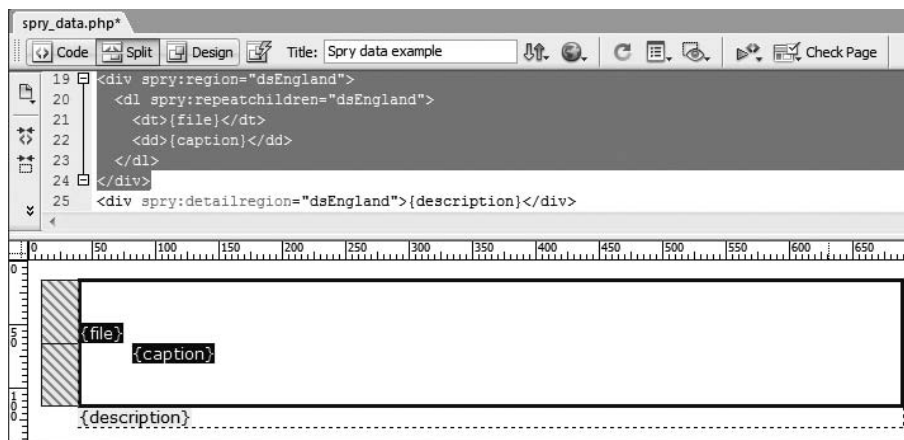 spry_data.php*
Code Split Design Title: Spry data example Check Page
19 <div spry:region="dsEngland">
20 <dl spry:repeatchildren="dsEngland">
21 <dt>{file}</dt>
22 <dd>{caption}</dd>
23 </dl>
24 </div>
25 <div spry:detailregion="dsEngland">{description}</div>
0 50 100 150 200 250 300 350 400 450 500 550 600 650
0
50
100
{file}
{caption}
{description}